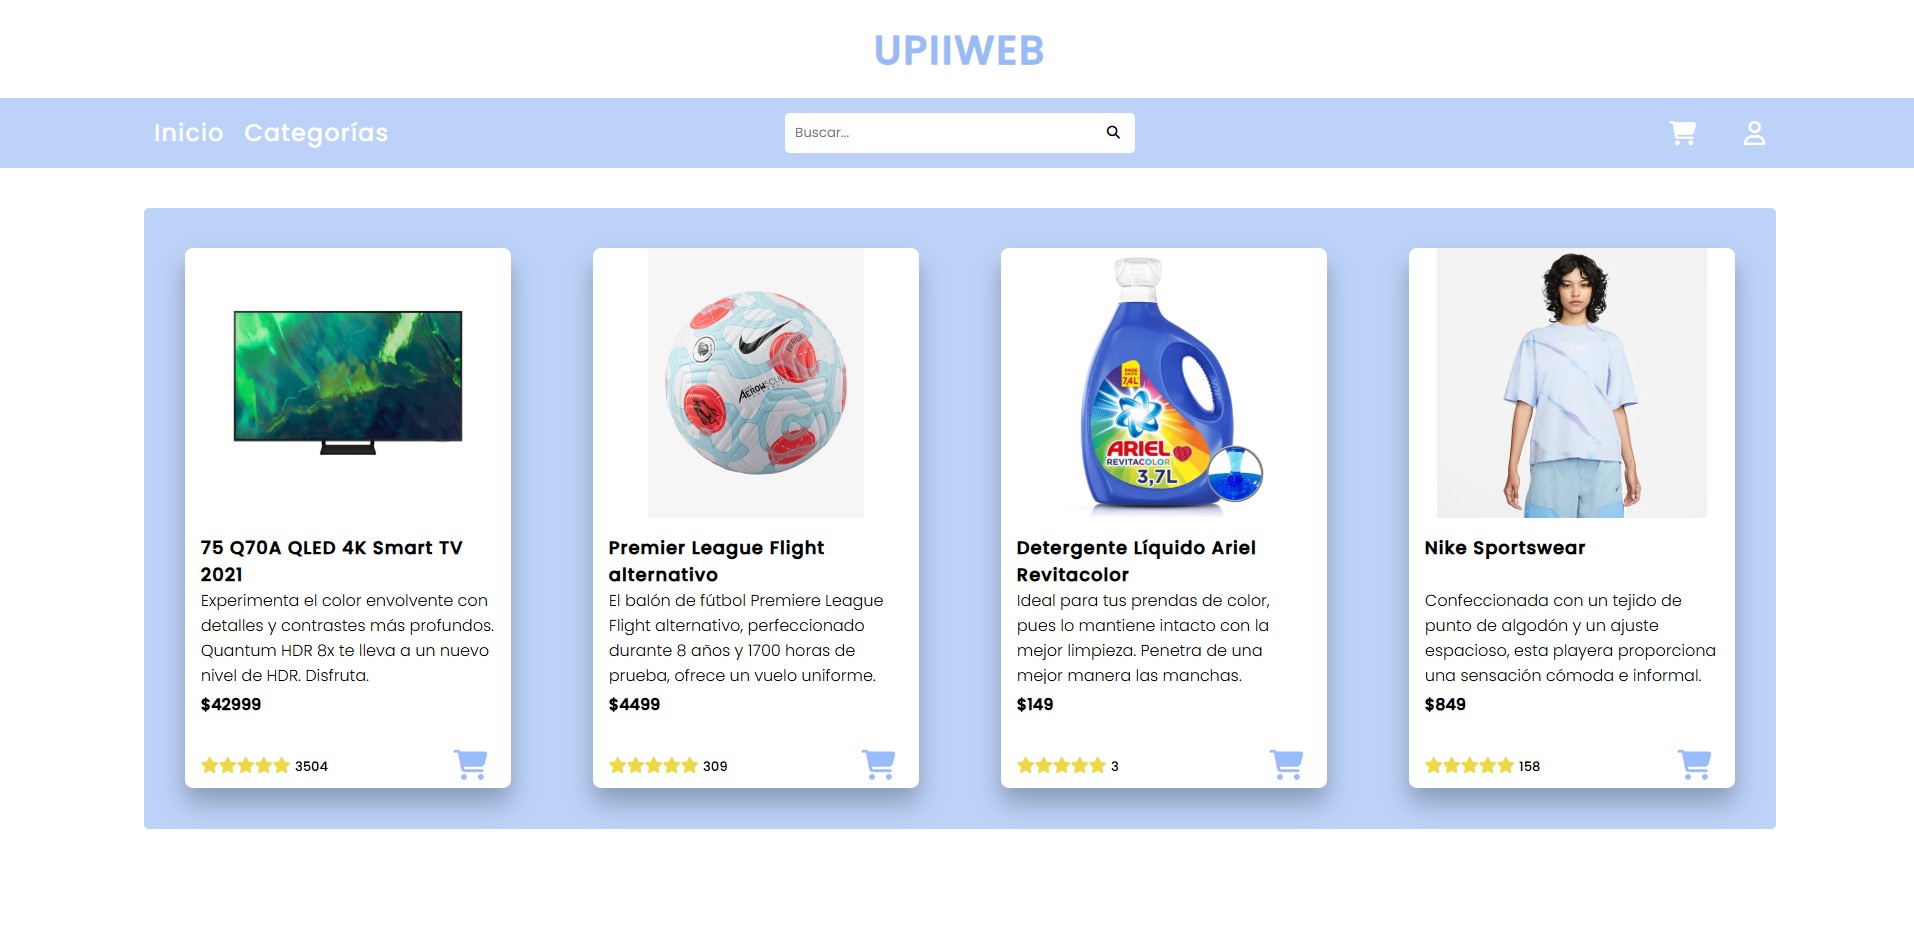 UPIIWEB
Inicio Categorías
Buscar...
75 Q70A QLED 4K Smart TV
2021
Experimenta el color envolvente con
detalles y contrastes más profundos.
Quantum HDR 8x te lleva a un nuevo
nivel de HDR. Disfruta.
$42999
3504
AEROWSCULPT
Premier League Flight
alternativo
El balón de fútbol Premiere League
Flight alternativo, perfeccionado
durante 8 años y 1700 horas de
prueba, ofrece un vuelo uniforme.
$4499
309
RINDE
HASTA
7,4L
ARIEL
REVITACOLOR
3,7L
Detergente Líquido Ariel
Revitacolor
Ideal para tus prendas de color,
pues lo mantiene intacto con la
mejor limpieza. Penetra de una
mejor manera las manchas.
$149
3
Nike Sportswear
Confeccionada con un tejido de
punto de algodón y un ajuste
espacioso, esta playera proporciona
una sensación cómoda e informal.
$849
158